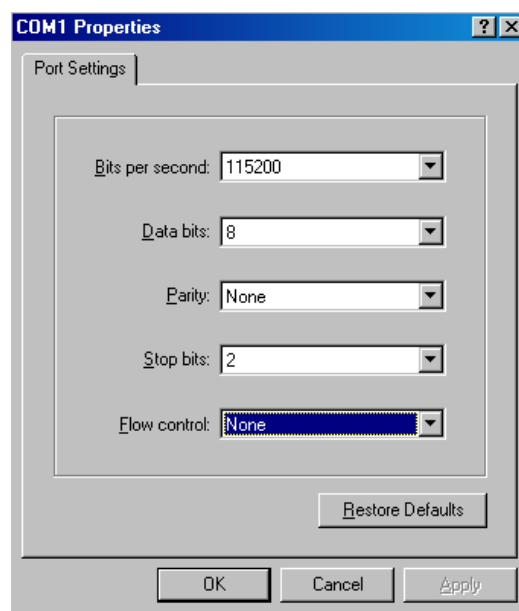 COM1 Properties
Port Settings
Bits per second: 115200
Data bits: 8
Parity: None
Stop bits: 2
Flow control: None
Restore Defaults
OK Cancel Apply